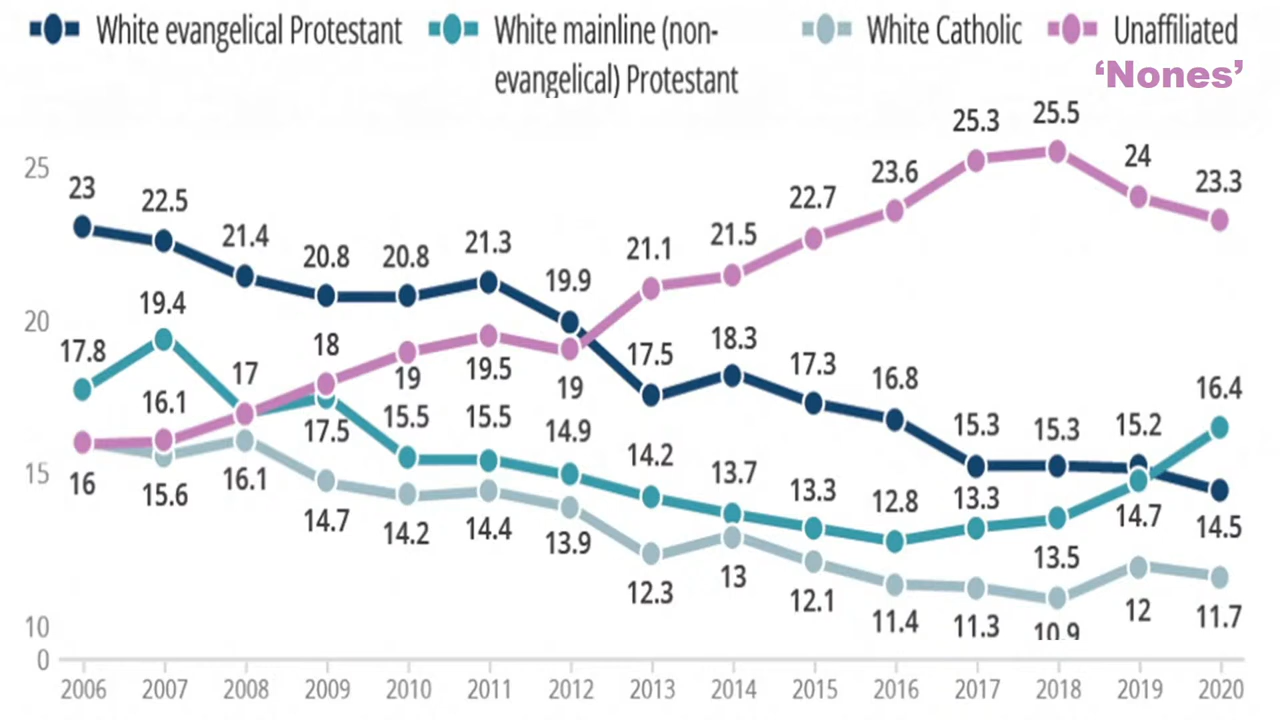 White evangelical Protestant White mainline (non- White Catholic Unaffiliated
evangelical) Protestant ‘Nones’
25.3 25.5
25 23 22.5 21.4 20.8 20.8 21.3 19.9 21.1 21.5 22.7 23.6 24 23.3
20 17.8 19.4 16.1 17 18 19 19.5 19 17.5 18.3 17.3 16.8 15.3 15.3 15.2 16.4
17.5 15.5 15.5 14.9 14.2 13.7 13.3 12.8 13.3 13.5 14.7 14.5
15 16 15.6 16.1 14.7 14.2 14.4 13.9 12.3 13 12.1 11.4 11.3 10.9 12 11.7
10
0
2006 2007 2008 2009 2010 2011 2012 2013 2014 2015 2016 2017 2018 2019 2020